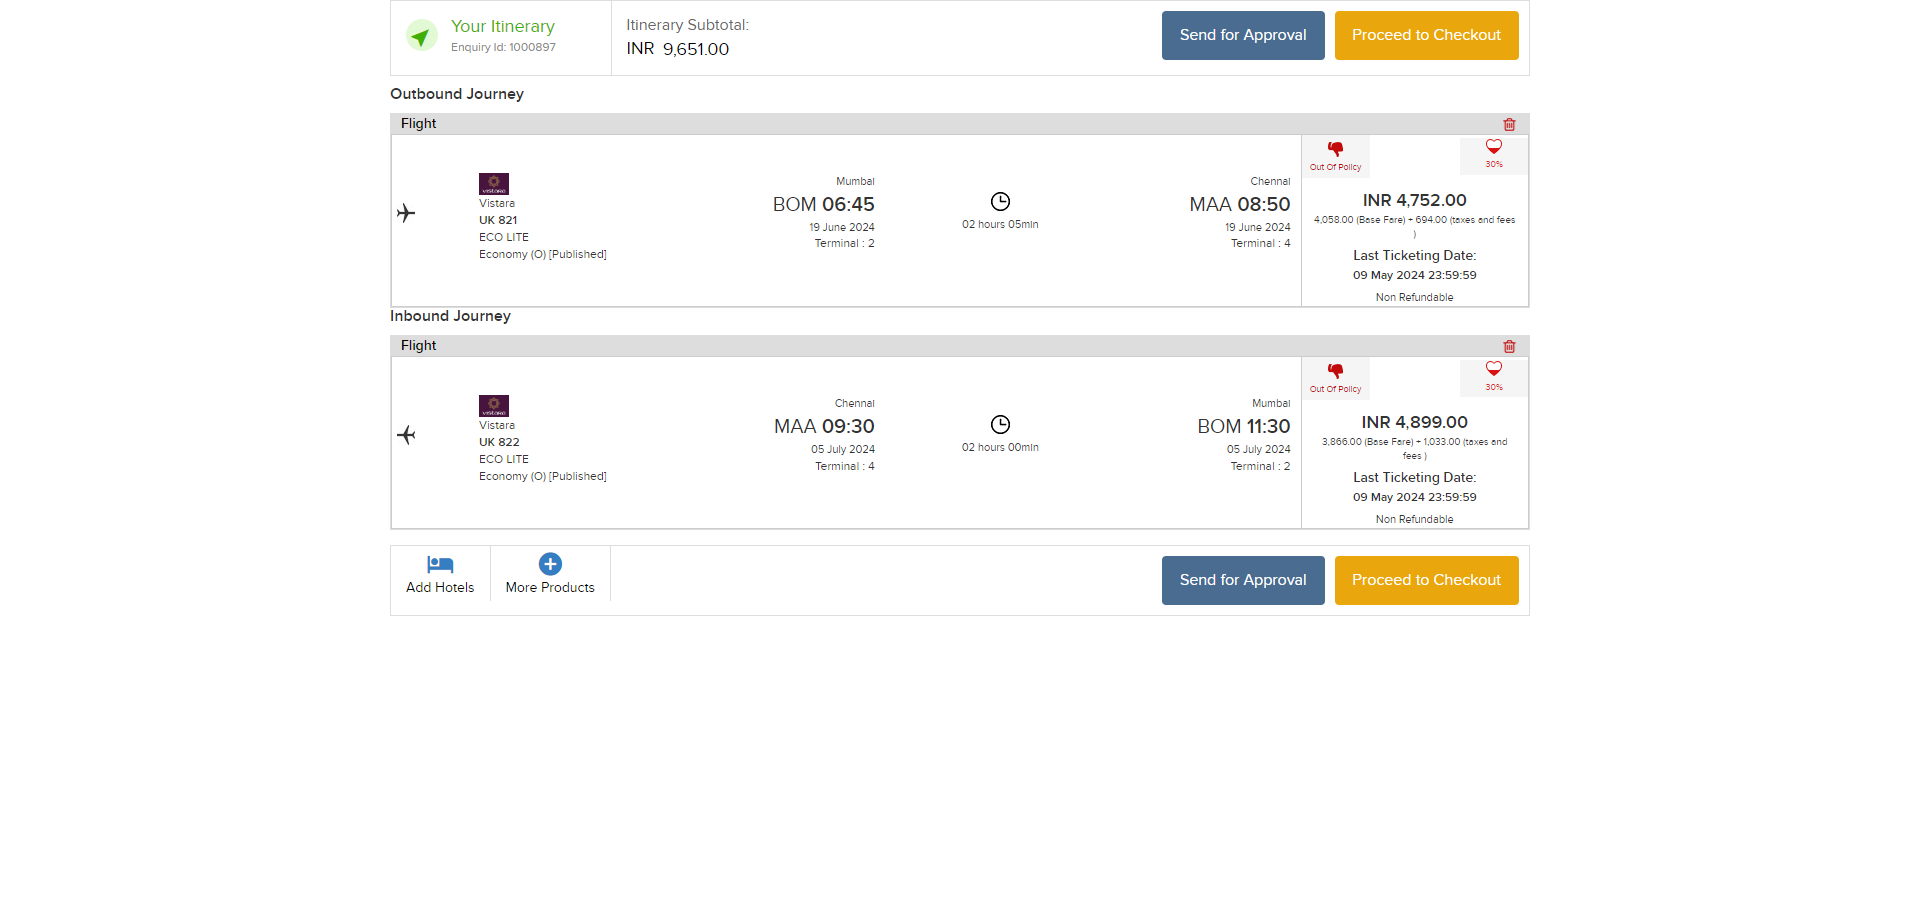 Your Itinerary
Enquiry Id: 1000897
Itinerary Subtotal:
INR 9,651.00
Send for Approval
Proceed to Checkout
Outbound Journey
Flight
VISTARA
Vistara
UK 821
ECO LITE
Economy (O) [Published]
Mumbai
BOM 06:45
19 June 2024
Terminal : 2
02 hours 05min
Chennai
MAA 08:50
19 June 2024
Terminal : 4
Out Of Policy
30%
INR 4,752.00
4,058.00 (Base Fare) + 694.00 (taxes and fees
)
Last Ticketing Date:
09 May 2024 23:59:59
Non Refundable
Inbound Journey
Flight
VISTARA
Vistara
UK 822
ECO LITE
Economy (O) [Published]
Chennai
MAA 09:30
05 July 2024
Terminal : 4
02 hours 00min
Mumbai
BOM 11:30
05 July 2024
Terminal : 2
Out Of Policy
30%
INR 4,899.00
3,866.00 (Base Fare) + 1,033.00 (taxes and
fees )
Last Ticketing Date:
09 May 2024 23:59:59
Non Refundable
Add Hotels
More Products
Send for Approval
Proceed to Checkout